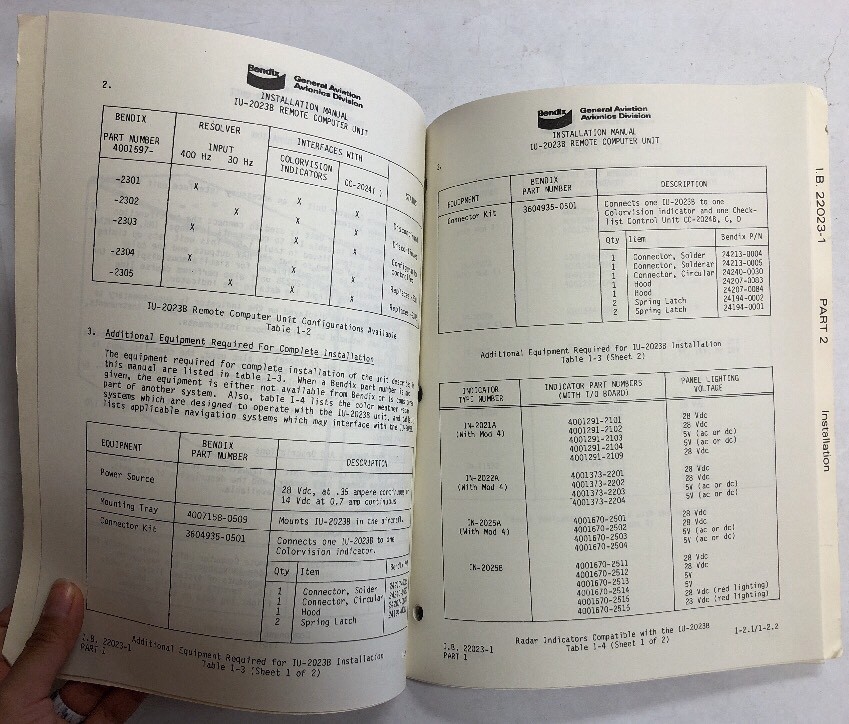 2.
Bendix
General Aviation
Avionics Division
INSTALLATION MANUAL
IU-2023B REMOTE COMPUTER UNIT
BENDIX
PART NUMBER
4001697-
RESOLVER
INPUT
400 Hz 30 Hz
INTERFACES WITH
COLORVISION
INDICATORS
CC-2024(
-2301 X X X
-2302 X X X
-2303 X X
-2304 X X X
-2305 X X X
IU-2023B Remote Computer Unit Configurations Available
Table 1-2
3. Additional Equipment Required For Complete Installation
The equipment required for complete installation of the unit
this manual are listed in table 1-3. When a Bendix part number is not
given, the equipment is either not available from Bendix or is
part of another system. Also, table 1-4 lists the color weather
systems which are designed to operate with the IU-2023B unit, and
lists applicable navigation systems which may interface with the
EQUIPMENT
BENDIX
PART NUMBER
DESCRIPTION
Power Source
28 Vdc, at .35 ampere
14 Vdc at 0.7 amp continuous
Mounting Tray 4007158-0509 Mounts IU-2023B in the aircraft.
Connector Kit 3604935-0501 Connects one IU-2023B to one
Colorvision indicator.
Qty Item
1 Connector, Solder
1 Connector, Circular
1 Hood
2 Spring Latch
Additional Equipment Required for IU-2023B Installation
Table 1-3 (Sheet 1 of 2)
I.B. 22023-1
PART 1
Bendix
General Aviation
Avionics Division
INSTALLATION MANUAL
IU-2023B REMOTE COMPUTER UNIT
3.
EQUIPMENT
BENDIX
PART NUMBER
DESCRIPTION
Connector Kit 3604935-0501 Connects one IU-2023B to one
Colorvision indicator and one Check-
list Control Unit CC-2024B, C, D
Qty Item Bendix P/N
1 Connector, Solder 24213-0004
1 Connector, Solderar 24213-0005
1 Connector, Circular 24240-0030
1 Hood 24207-0083
1 Hood 24207-0084
2 Spring Latch 24194-0002
2 Spring Latch 24194-0001
Additional Equipment Required for IU-2023B Installation
Table 1-3 (Sheet 2)
INDICATOR
TYPE NUMBER
INDICATOR PART NUMBERS
(WITH I/O BOARD)
PANEL LIGHTING
VOLTAGE
IN-2021A
(With Mod 4)
4001291-2101 28 Vdc
4001291-2102 28 Vdc
4001291-2103 5V (ac or dc)
4001291-2104 5V (ac or dc)
4001291-2109 28 Vdc
IN-2022A
(With Mod 4)
4001373-2201 28 Vdc
4001373-2202 28 Vdc
4001373-2203 5V (ac or dc)
4001373-2204 5V (ac or dc)
IN-2025A
(With Mod 4)
4001670-2501 28 Vdc
4001670-2502 28 Vdc
4001670-2503 5V (ac or dc)
4001670-2504 5V (ac or dc)
IN-2025B
4001670-2511 28 Vdc
4001670-2512 28 Vdc
4001670-2513 5V
4001670-2514 5V
4001670-2515 28 Vdc (red lighting)
4001670-2516 28 Vdc (red lighting)
Radar Indicators Compatible with the IU-2023B
Table 1-4 (Sheet 1 of 2)
I.B. 22023-1
PART 1
1-2.1/1-2.2
I.B. 22023-1
PART 2
Installation